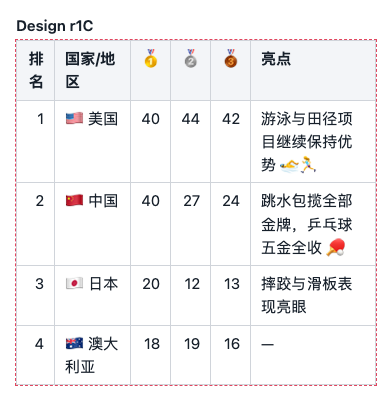 Design r1C
排 国家/地 🥇 🥈 🥉 亮点
名 区
1 🇺🇸 美国 40 44 42 游泳与田径项
目继续保持优
势 🏊🏃
2 🇨🇳 中国 40 27 24 跳水包揽全部
金牌，乒乓球
五金全收 🏓
3 🇯🇵 日本 20 12 13 摔跤与滑板表
现亮眼
4 🇦🇺 澳大 18 19 16 —
利亚